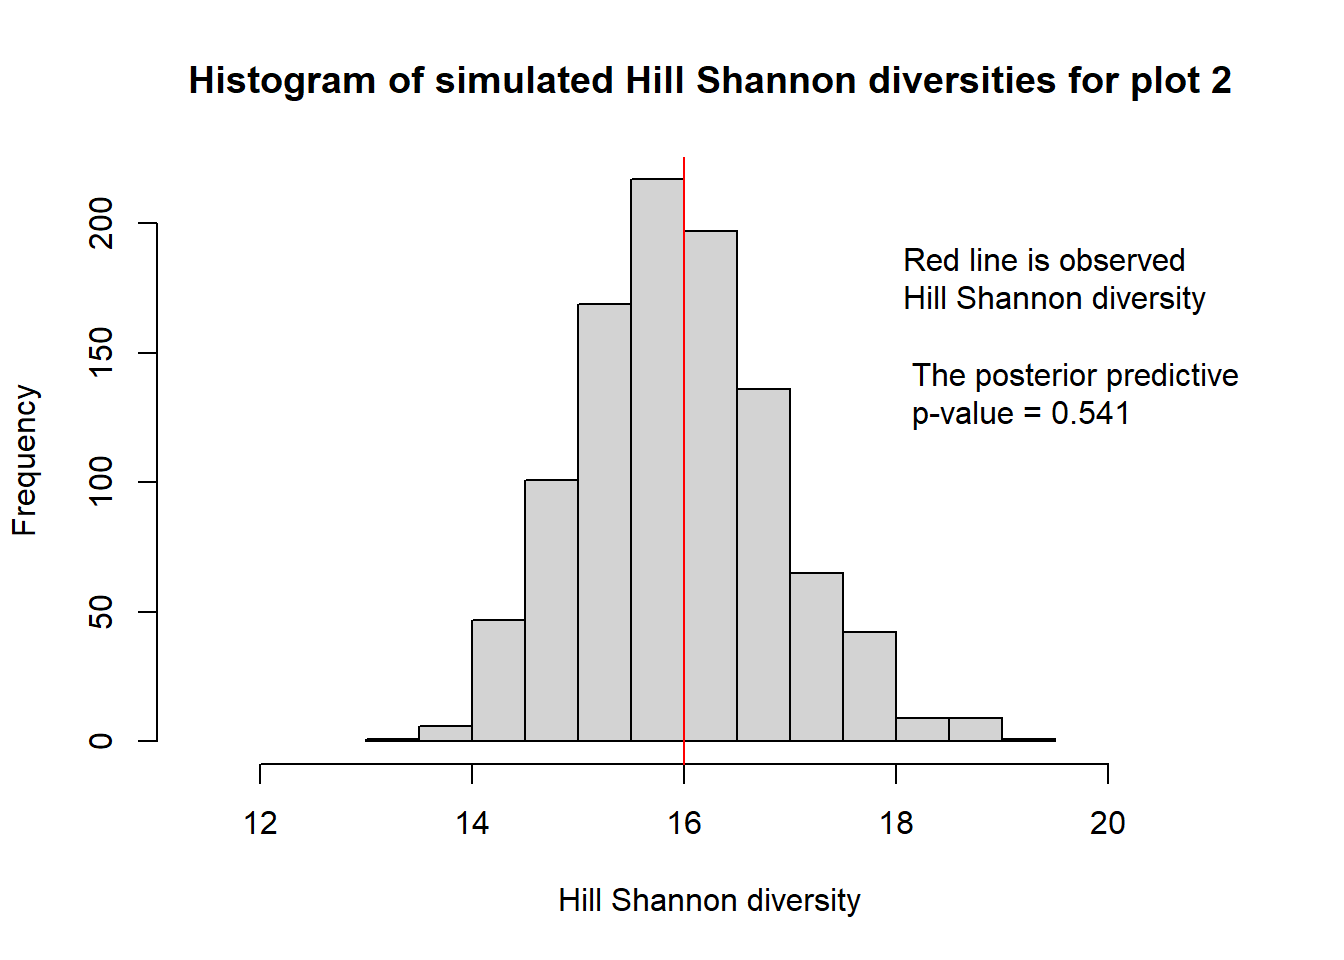 Histogram of simulated Hill Shannon diversities for plot 2
Red line is observed
Hill Shannon diversity
The posterior predictive
p-value = 0.541
Frequency
200
150
100
50
0
12 14 16 18 20
Hill Shannon diversity